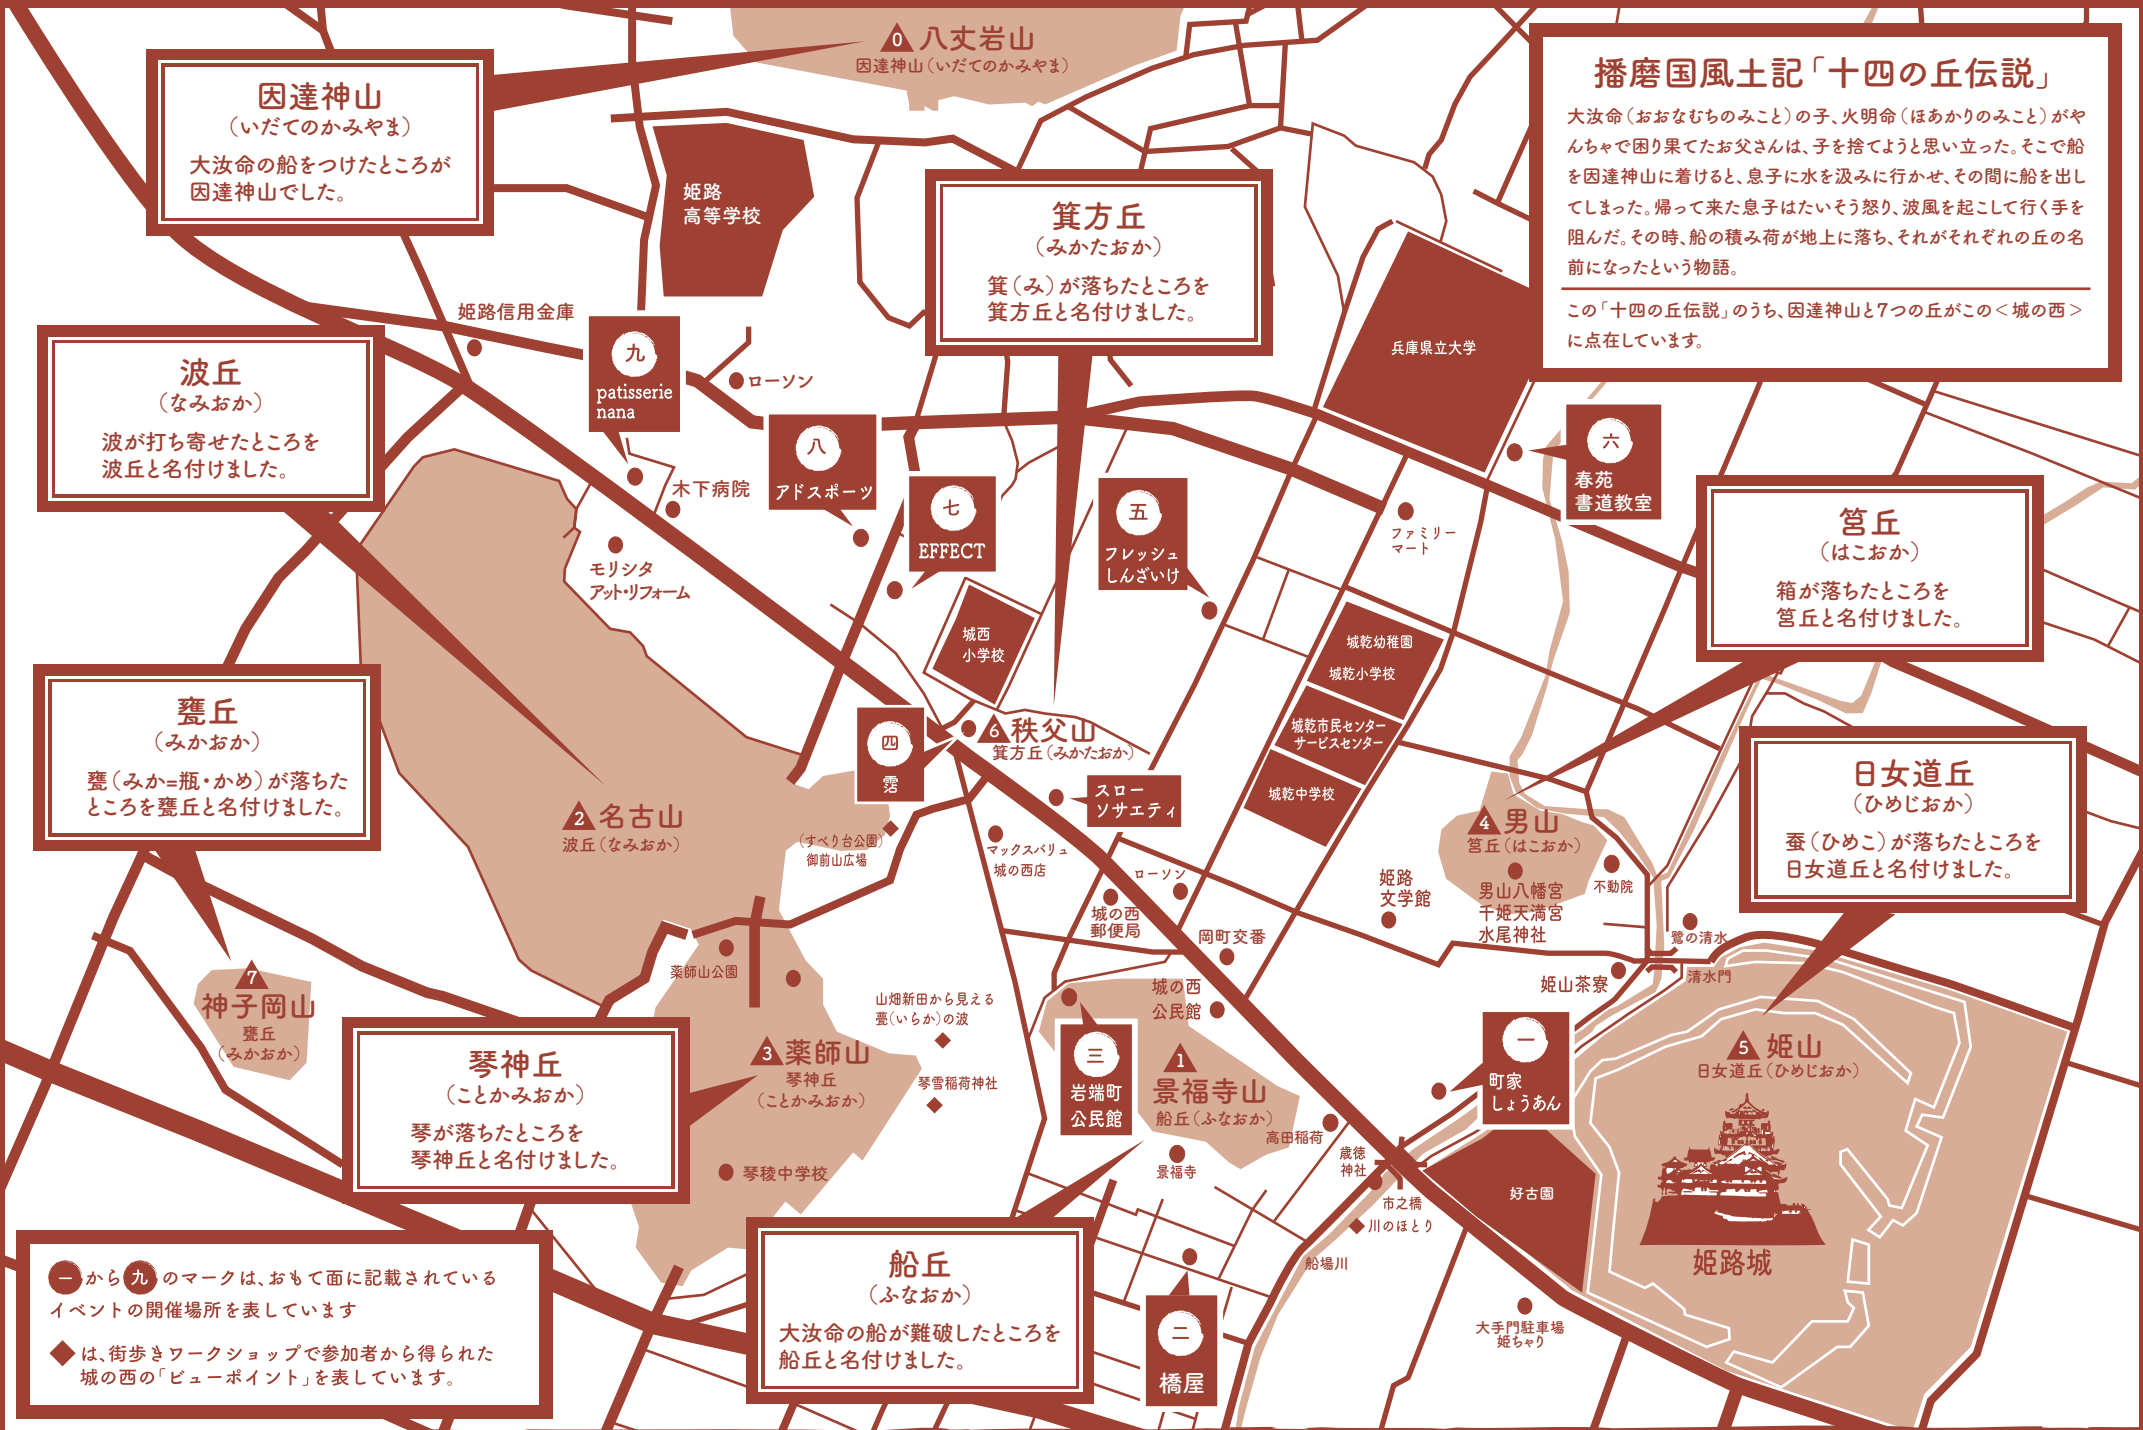 0 八丈岩山
因達神山（いだてのかみやま）
因達神山
（いだてのかみやま）
大汝命の船をつけたところが
因達神山でした。
播磨国風土記「十四の丘伝説」
大汝命（おおなむちのみこと）の子、火明命（ほあかりのみこと）がや
んちゃで困り果てたお父さんは、子を捨てようと思い立った。そこで船
を因達神山に着けると、息子に水を汲みに行かせ、その間に船を出し
てしまった。帰って来た息子はたいそう怒り、波風を起こして行く手を
阻んだ。その時、船の積み荷が地上に落ち、それがそれぞれの丘の名
前になったという物語。
この「十四の丘伝説」のうち、因達神山と7つの丘がこの＜城の西＞
に点在しています。
姫路
高等学校
箕方丘
（みかたおか）
箕（み）が落ちたところを
箕方丘と名付けました。
姫路信用金庫
九
patisserie
nana
ローソン
兵庫県立大学
波丘
（なみおか）
波が打ち寄せたところを
波丘と名付けました。
八
アドスポーツ
木下病院
七
EFFECT
五
フレッシュ
しんざいけ
六
春苑
書道教室
ファミリー
マート
モリシタ
アット・リフォーム
筥丘
（はこおか）
箱が落ちたところを
筥丘と名付けました。
城西
小学校
城乾幼稚園
城乾小学校
城乾市民センター
サービスセンター
城乾中学校
甕丘
（みかおか）
甕（みか=瓶・かめ）が落ちた
ところを甕丘と名付けました。
四
6 秩父山
箕方丘（みかたおか）
スロー
ソサエティ
日女道丘
（ひめじおか）
蚕（ひめこ）が落ちたところを
日女道丘と名付けました。
2 名古山
波丘（なみおか）
（すべり台公園）
御前山広場
マックスバリュ
城の西店
ローソン
4 男山
筥丘（はこおか）
男山八幡宮
千姫天満宮
水尾神社
不動院
姫路
文学館
城の西
郵便局
岡町交番
鷺の清水
清水門
姫山茶寮
薬師山公園
7
神子岡山
甕丘
（みかおか）
山畑新田から見える
甍（いらか）の波
城の西
公民館
琴神丘
（ことかみおか）
琴が落ちたところを
琴神丘と名付けました。
3 薬師山
琴神丘
（ことかみおか）
琴雪稲荷神社
三
岩端町
公民館
1
景福寺山
船丘（ふなおか）
景福寺
高田稲荷
一
町家
しょうあん
5 姫山
日女道丘（ひめじおか）
姫路城
歳徳
神社
市之橋
川のほとり
船場川
好古園
琴稜中学校
船丘
（ふなおか）
大汝命の船が難破したところを
船丘と名付けました。
二
橋屋
大手門駐車場
姫ちゃり
一から九のマークは、おもて面に記載されている
イベントの開催場所を表しています
は、街歩きワークショップで参加者から得られた
城の西の「ビューポイント」を表しています。